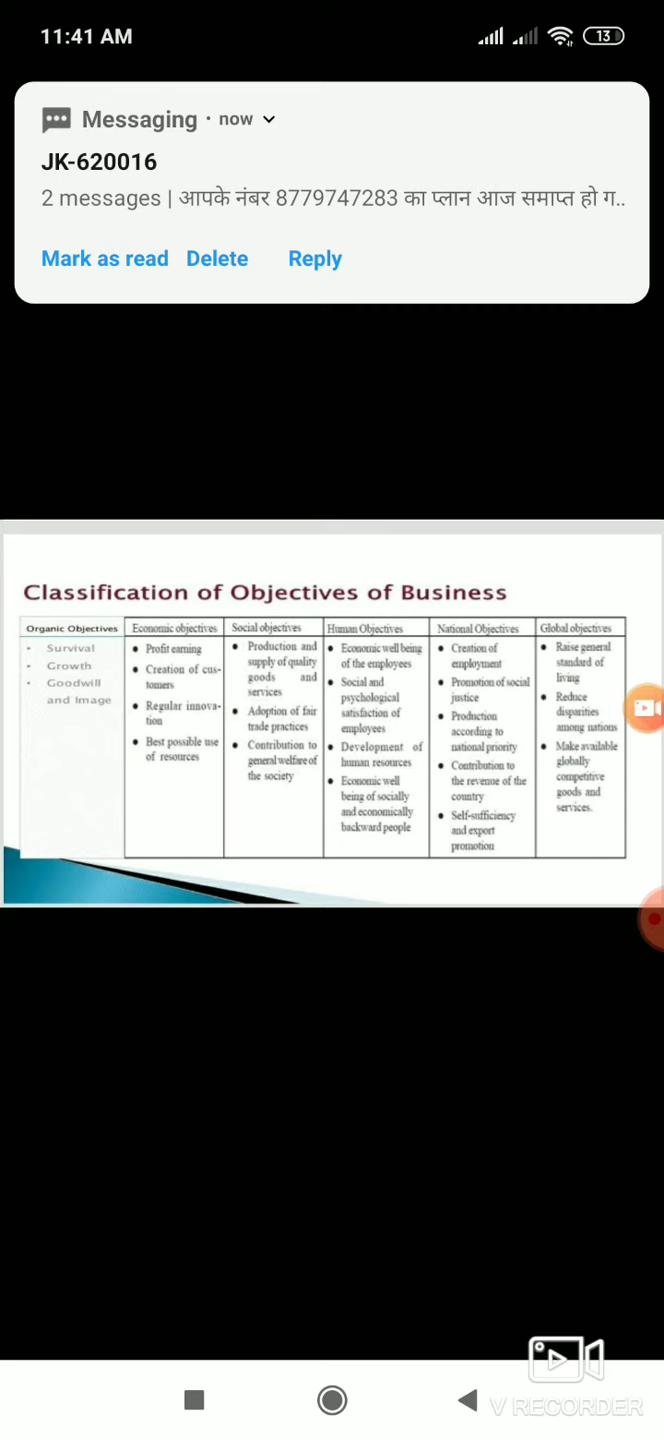 11:41 AM
13
Messaging • now
JK-620016
2 messages | आपके नंबर 8779747283 का प्लान आज समाप्त हो ग..
Mark as read Delete Reply
Classification of Objectives of Business
Organic Objectives
• Survival
• Growth
• Goodwill
and Image
Economic objectives
• Profit earning
• Creation of cus-
tomers
• Regular innova-
tion
• Best possible use
of resources
Social objectives
• Production and
supply of quality
goods and
services
• Adoption of fair
trade practices
• Contribution to
general welfare of
the society
Human Objectives
• Economic well being
of the employees
• Social and
psychological
satisfaction of
employees
• Development of
human resources
• Economic well
being of socially
and economically
backward people
National Objectives
• Creation of
employment
• Promotion of social
justice
• Production
according to
national priority
• Contribution to
the revenue of the
country
• Self-sufficiency
and export
promotion
Global objectives
• Raise general
standard of
living
• Reduce
disparities
among nations
• Make available
globally
competitive
goods and
services.
V RECORDER